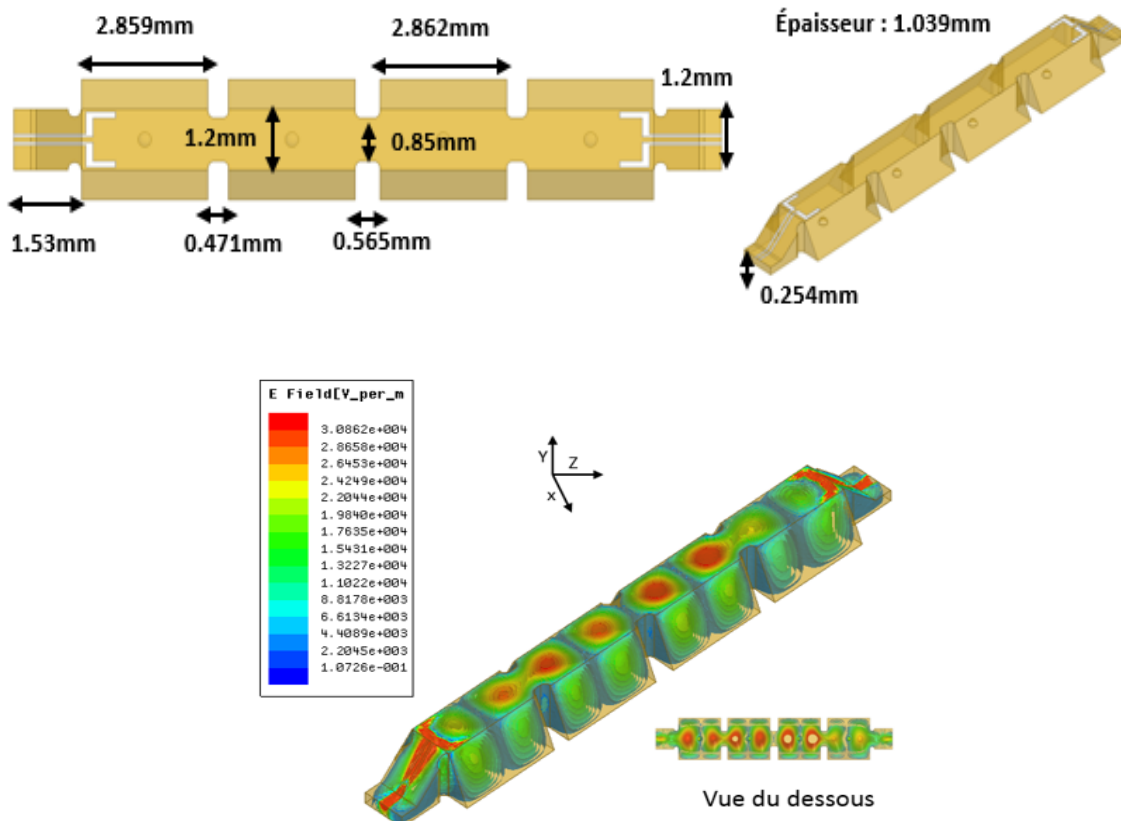 2.859mm
2.862mm
Épaisseur : 1.039mm
1.2mm
1.2mm
0.85mm
1.53mm
0.471mm
0.565mm
0.254mm
E Field[V_per_m
3.0862e+004
2.8658e+004
2.6453e+004
2.4249e+004
2.2044e+004
1.9840e+004
1.7635e+004
1.5431e+004
1.3227e+004
1.1022e+004
8.8178e+003
6.6134e+003
4.4089e+003
2.2045e+003
1.0726e-001
Y
Z
x
Vue du dessous